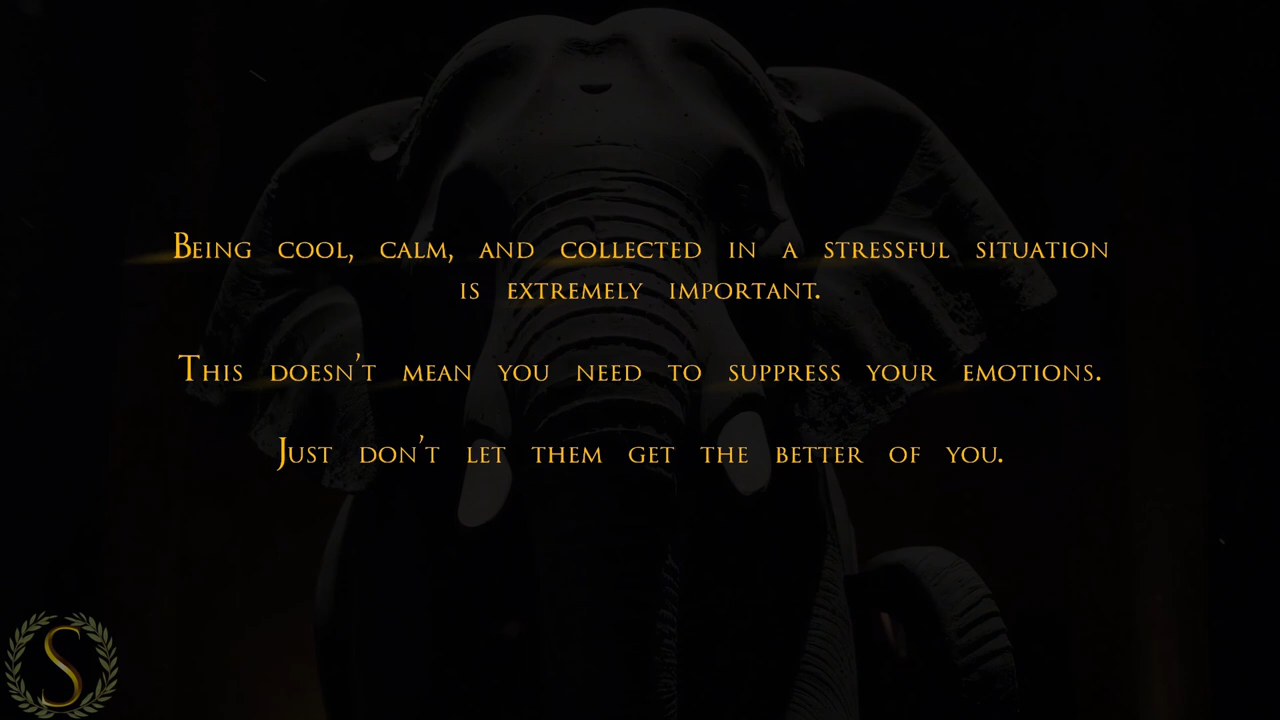 Being cool, calm, and collected in a stressful situation
is extremely important.
This doesn't mean you need to suppress your emotions.
Just don't let them get the better of you.
S